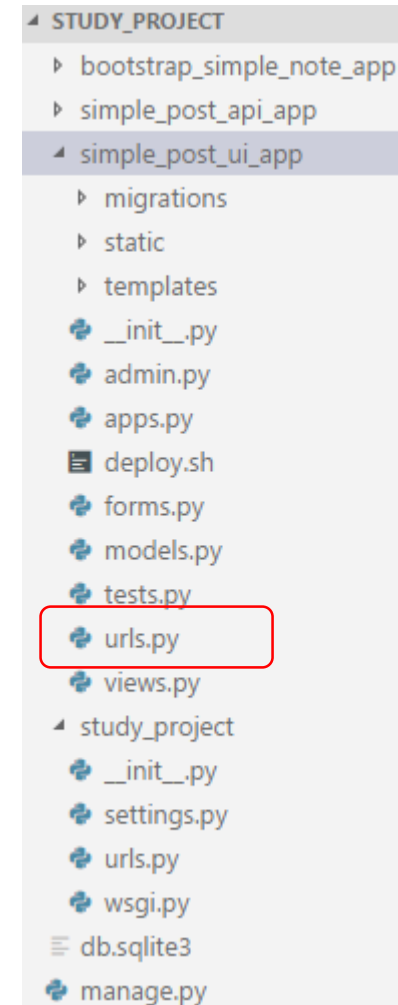 STUDY_PROJECT
bootstrap_simple_note_app
simple_post_api_app
simple_post_ui_app
migrations
static
templates
__init__.py
admin.py
apps.py
deploy.sh
forms.py
models.py
tests.py
urls.py
views.py
study_project
__init__.py
settings.py
urls.py
wsgi.py
db.sqlite3
manage.py